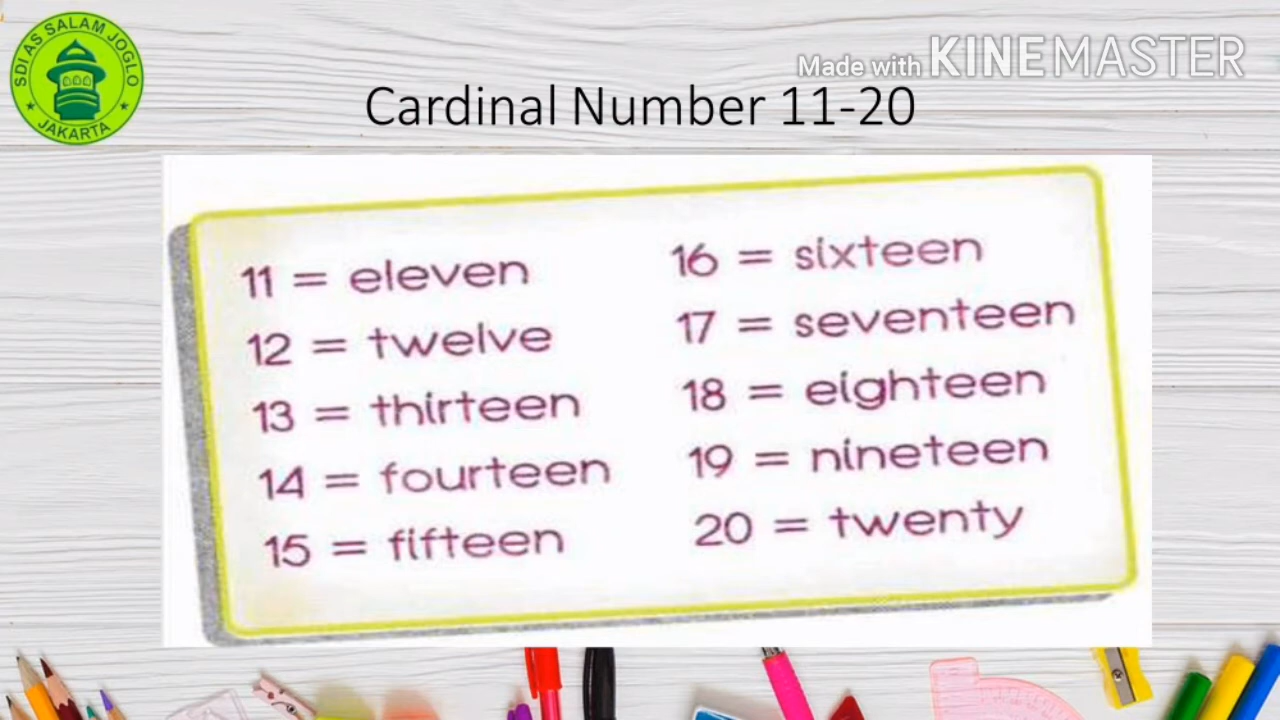 SDI AS SALAM JOGLO
JAKARTA
Made with KINEMASTER
Cardinal Number 11-20
11 = eleven
12 = twelve
13 = thirteen
14 = fourteen
15 = fifteen
16 = sixteen
17 = seventeen
18 = eighteen
19 = nineteen
20 = twenty